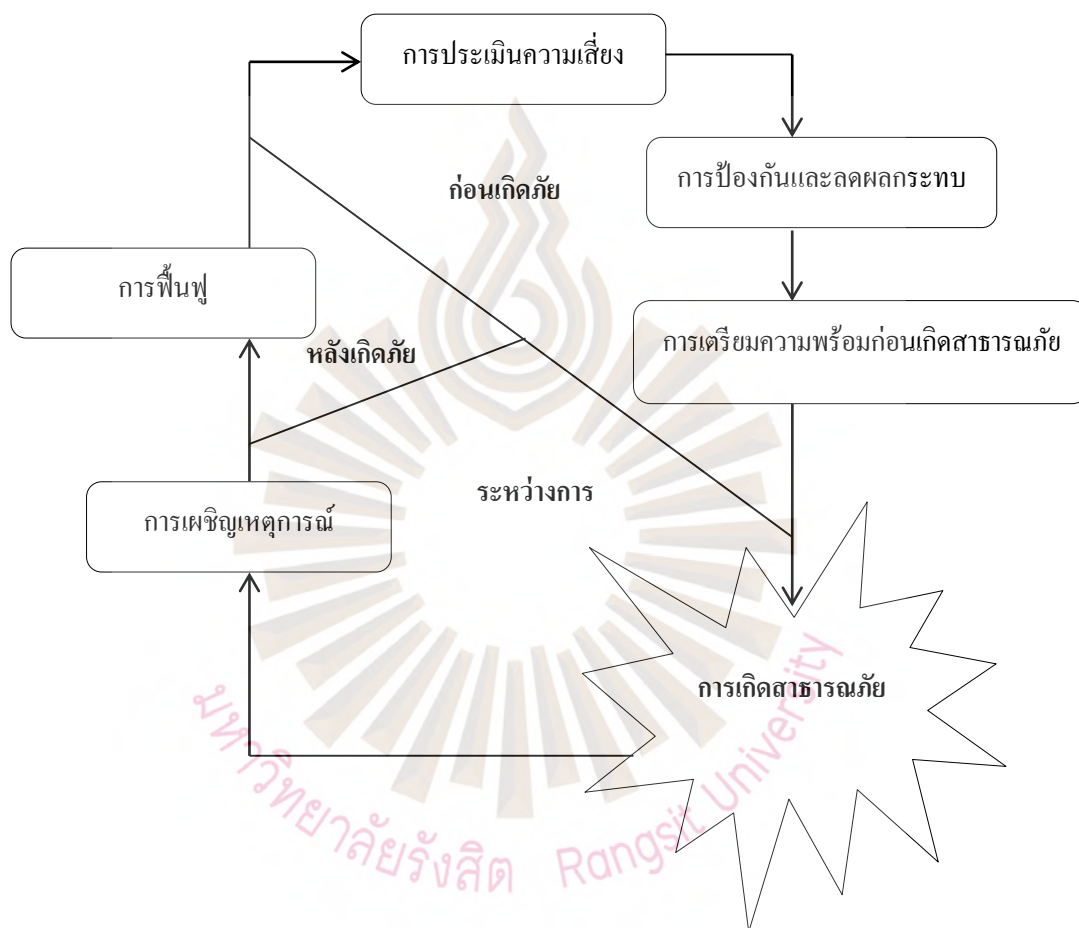 การประเมินความเสี่ยง
การป้องกันและลดผลกระทบ
ก่อนเกิดภัย
การฟื้นฟู
การเตรียมความพร้อมก่อนเกิดสาธารณภัย
หลังเกิดภัย
ระหว่างการ
การเผชิญเหตุการณ์
การเกิดสาธารณภัย
มหาวิทยาลัยรังสิต Rangsit University